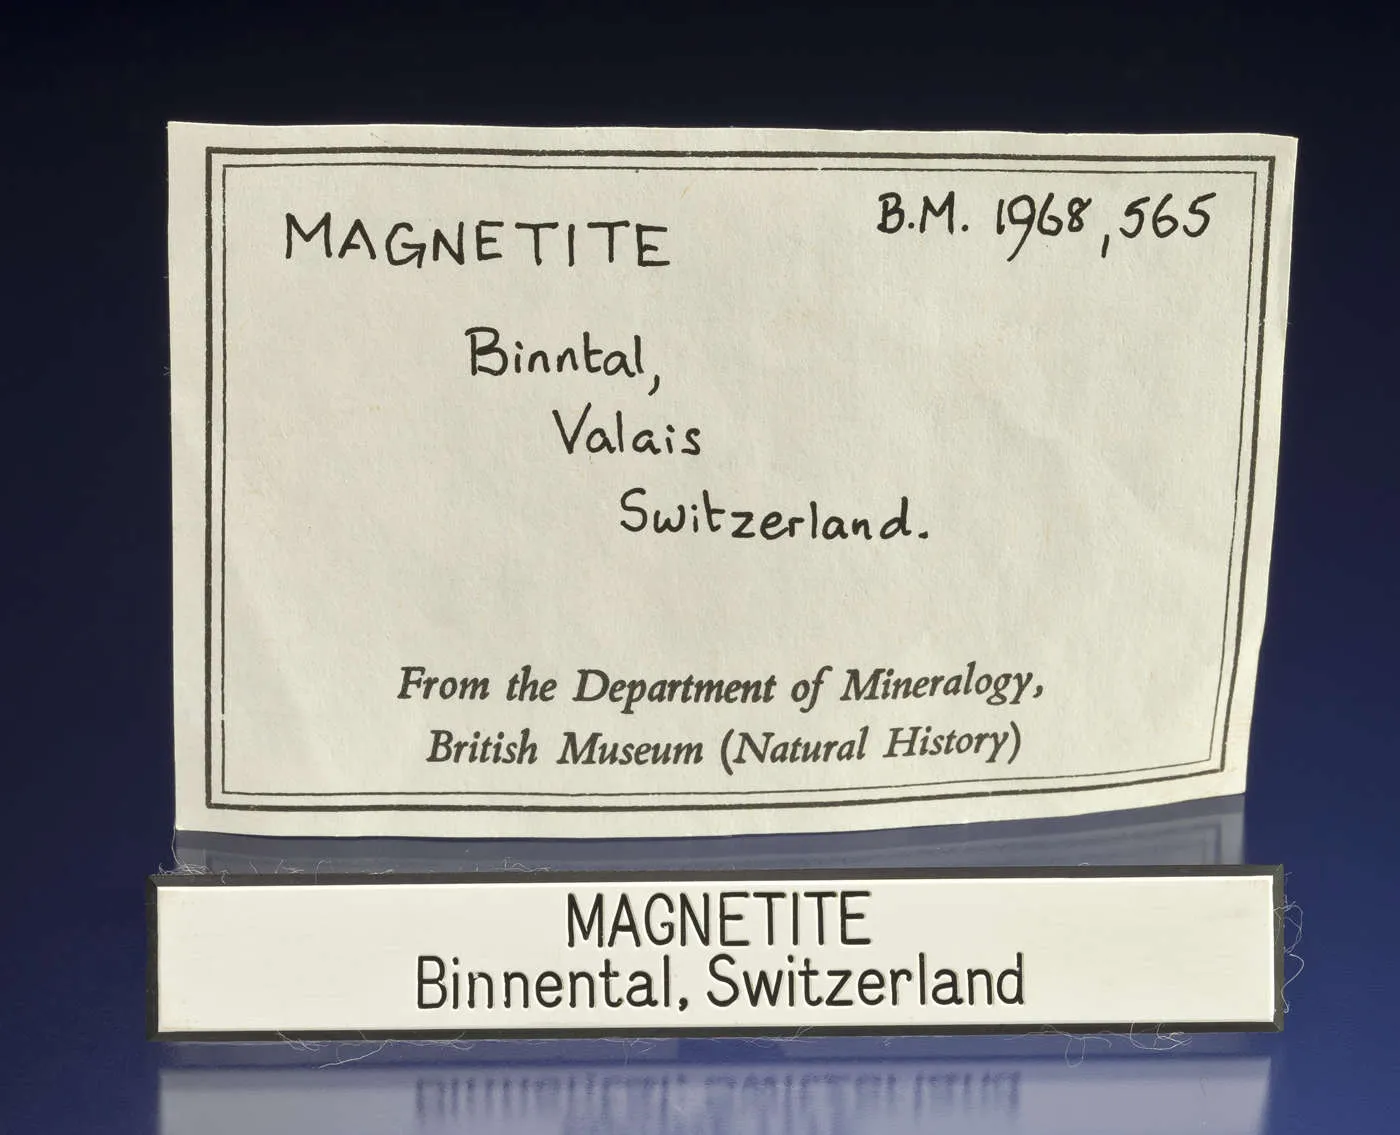 MAGNETITE
B.M. 1968,565
Binntal,
Valais
Switzerland.
From the Department of Mineralogy,
British Museum (Natural History)
MAGNETITE
Binnental, Switzerland